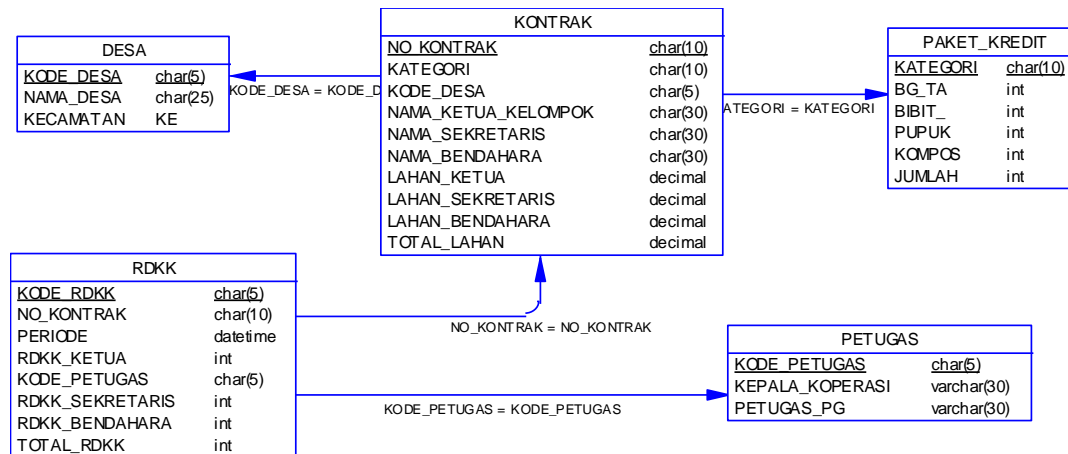 DESA
KODE_DESA char(5)
NAMA_DESA char(25)
KECAMATAN KE
KODE_DESA = KODE_D
KONTRAK
NO_KONTRAK char(10)
KATEGORI char(10)
KODE_DESA char(5)
NAMA_KETUA_KELOMPOK char(30)
NAMA_SEKRETARIS char(30)
NAMA_BENDAHARA char(30)
LAHAN_KETUA decimal
LAHAN_SEKRETARIS decimal
LAHAN_BENDAHARA decimal
TOTAL_LAHAN decimal
ATEGORI = KATEGORI
PAKET_KREDIT
KATEGORI char(10)
BG_TA int
BIBIT_ int
PUPUK int
KOMPOS int
JUMLAH int
RDKK
KODE_RDKK char(5)
NO_KONTRAK char(10)
PERIODE datetime
RDKK_KETUA int
KODE_PETUGAS char(5)
RDKK_SEKRETARIS int
RDKK_BENDAHARA int
TOTAL_RDKK int
NO_KONTRAK = NO_KONTRAK
KODE_PETUGAS = KODE_PETUGAS
PETUGAS
KODE_PETUGAS char(5)
KEPALA_KOPERASI varchar(30)
PETUGAS_PG varchar(30)